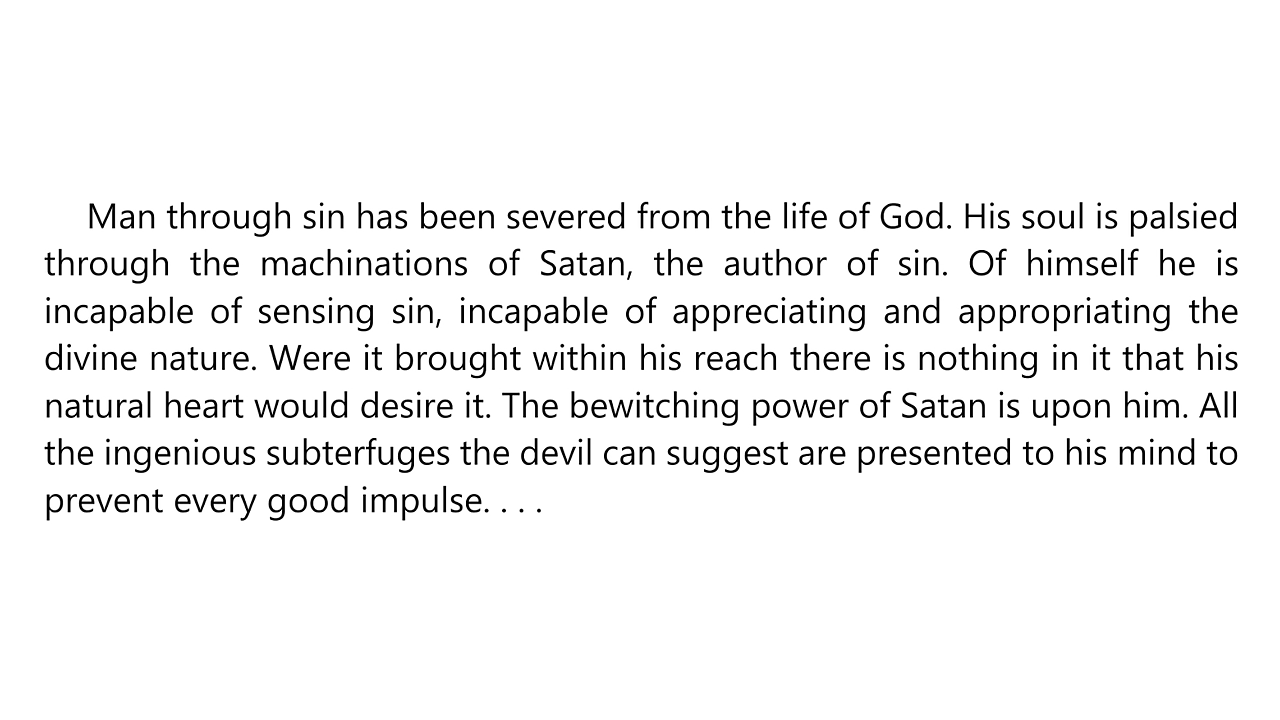 Man through sin has been severed from the life of God. His soul is palsied
through the machinations of Satan, the author of sin. Of himself he is
incapable of sensing sin, incapable of appreciating and appropriating the
divine nature. Were it brought within his reach there is nothing in it that his
natural heart would desire it. The bewitching power of Satan is upon him. All
the ingenious subterfuges the devil can suggest are presented to his mind to
prevent every good impulse. . . .